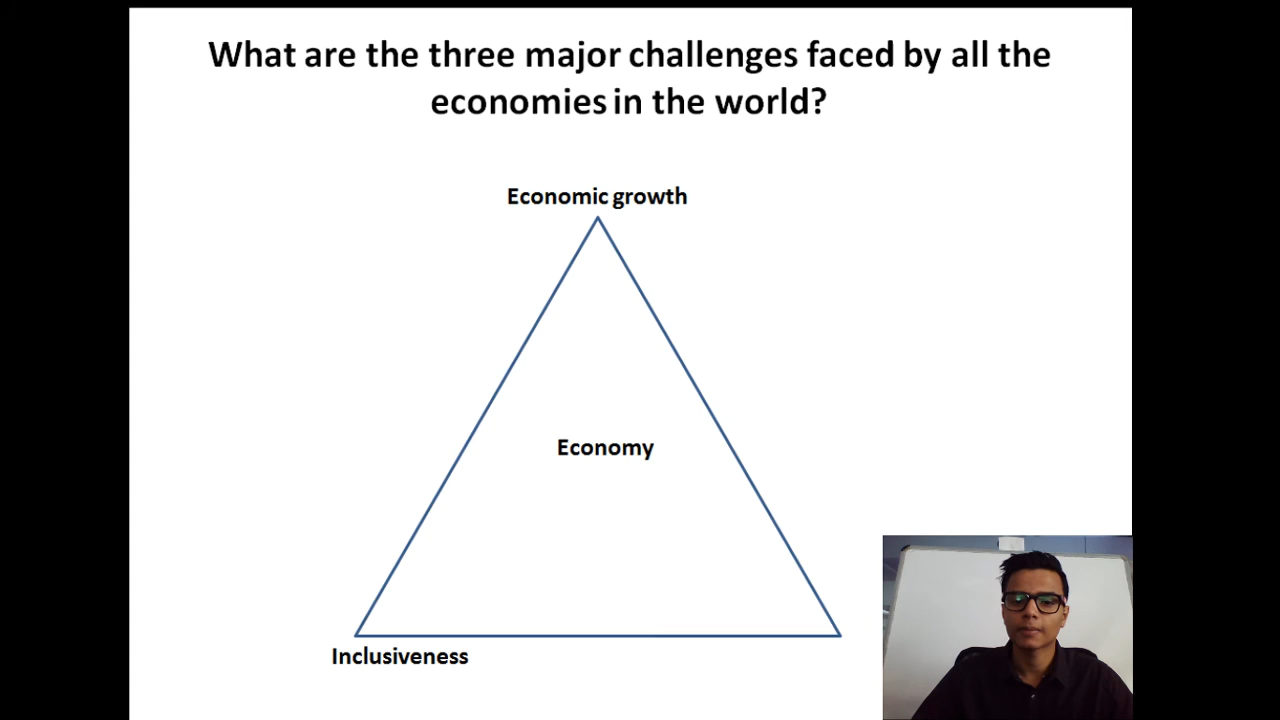 What are the three major challenges faced by all the
economies in the world?
Economic growth
Economy
Inclusiveness